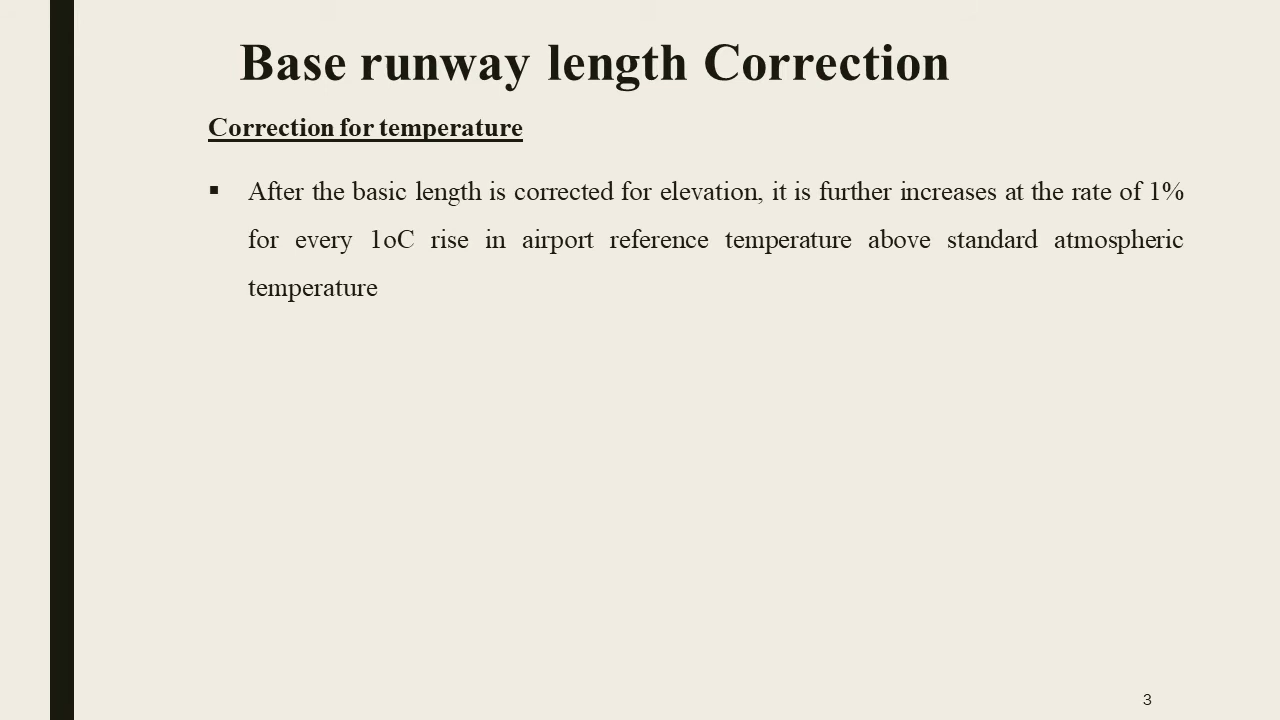 Base runway length Correction
Correction for temperature
▪ After the basic length is corrected for elevation, it is further increases at the rate of 1%
for every 1oC rise in airport reference temperature above standard atmospheric
temperature
3